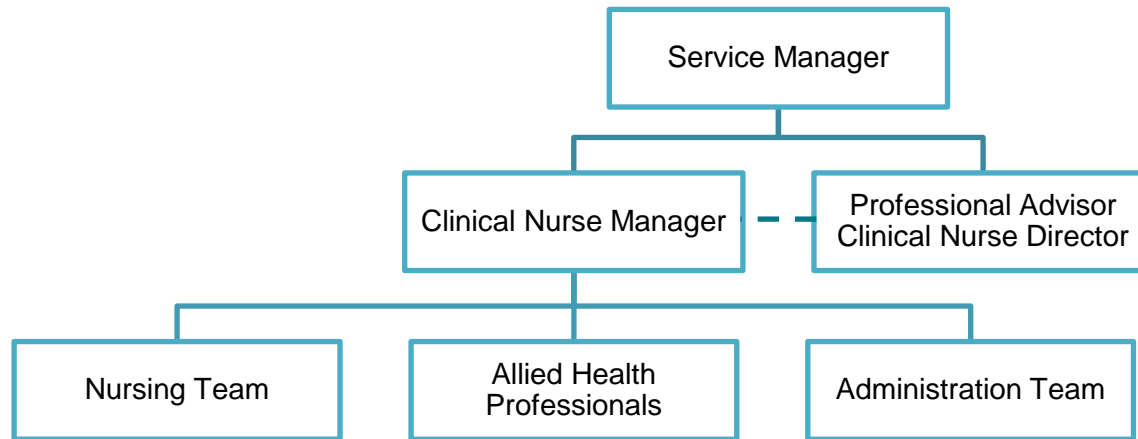 Service Manager
Clinical Nurse Manager
Professional Advisor
Clinical Nurse Director
Nursing Team
Allied Health
Professionals
Administration Team